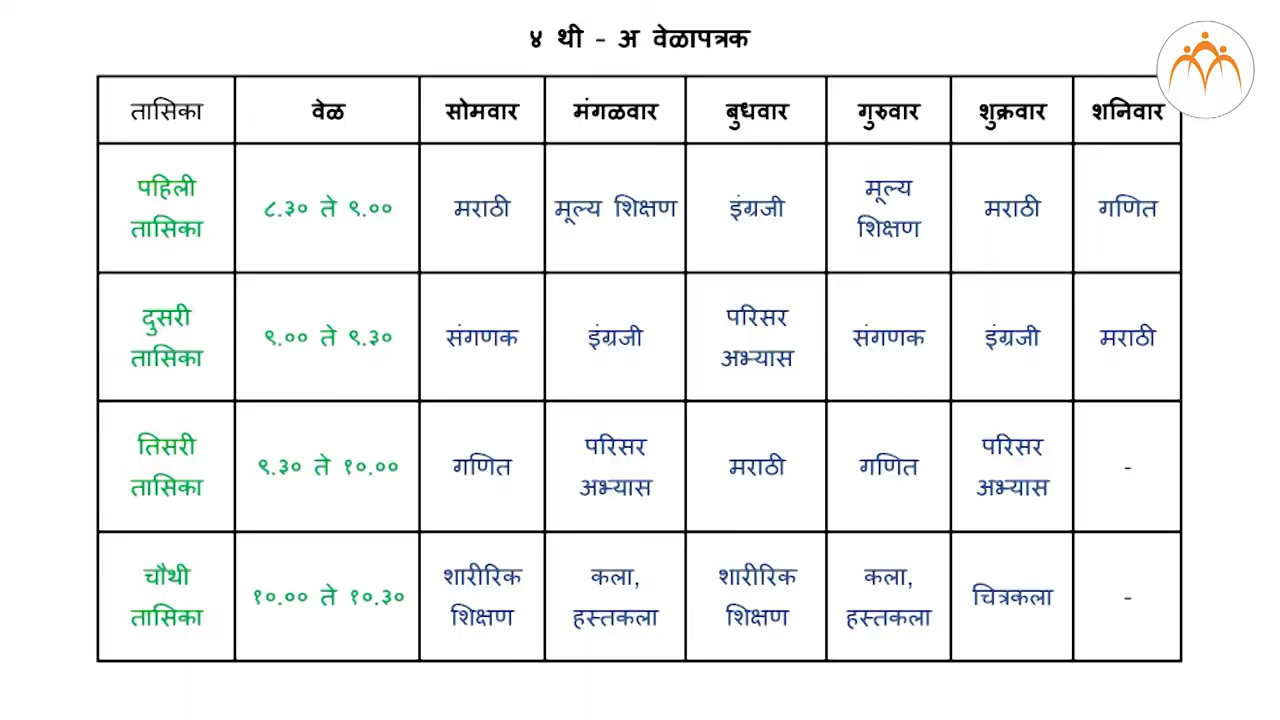 ४ थी - अ वेळापत्रक
तासिका वेळ सोमवार मंगळवार बुधवार गुरुवार शुक्रवार शनिवार
पहिली तासिका ८.३० ते ९.०० मराठी मूल्य शिक्षण इंग्रजी मूल्य शिक्षण मराठी गणित
दुसरी तासिका ९.०० ते ९.३० संगणक इंग्रजी परिसर अभ्यास संगणक इंग्रजी मराठी
तिसरी तासिका ९.३० ते १०.०० गणित परिसर अभ्यास मराठी गणित परिसर अभ्यास -
चौथी तासिका १०.०० ते १०.३० शारीरिक शिक्षण कला, हस्तकला शारीरिक शिक्षण कला, हस्तकला चित्रकला -